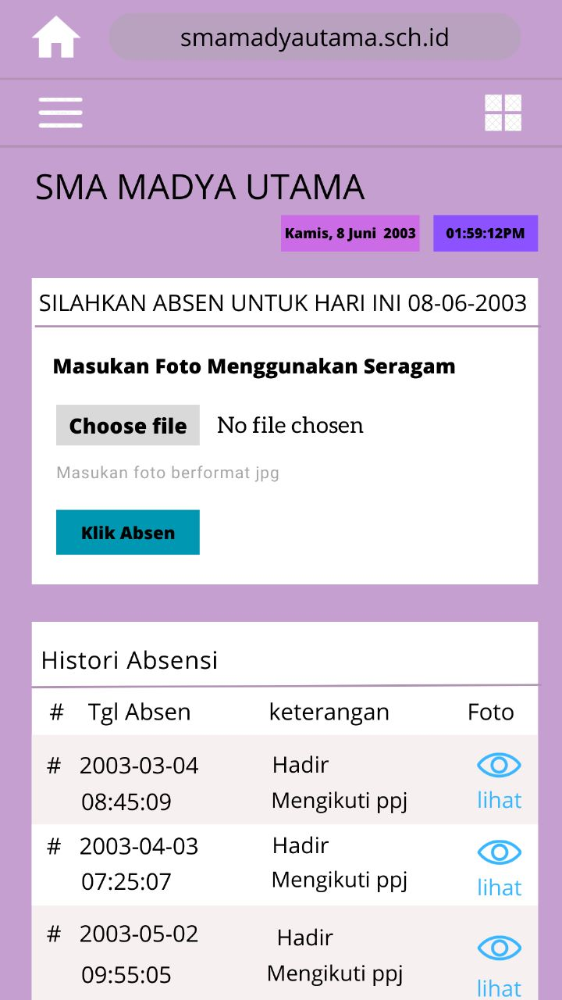 smamadyautama.sch.id
SMA MADYA UTAMA
Kamis, 8 Juni 2003 01:59:12PM
SILAHKAN ABSEN UNTUK HARI INI 08-06-2003
Masukan Foto Menggunakan Seragam
Choose file No file chosen
Masukan foto berformat jpg
Klik Absen
Histori Absensi
# Tgl Absen keterangan Foto
# 2003-03-04 Hadir
08:45:09 Mengikuti ppj lihat
# 2003-04-03 Hadir
07:25:07 Mengikuti ppj lihat
# 2003-05-02 Hadir
09:55:05 Mengikuti ppj lihat